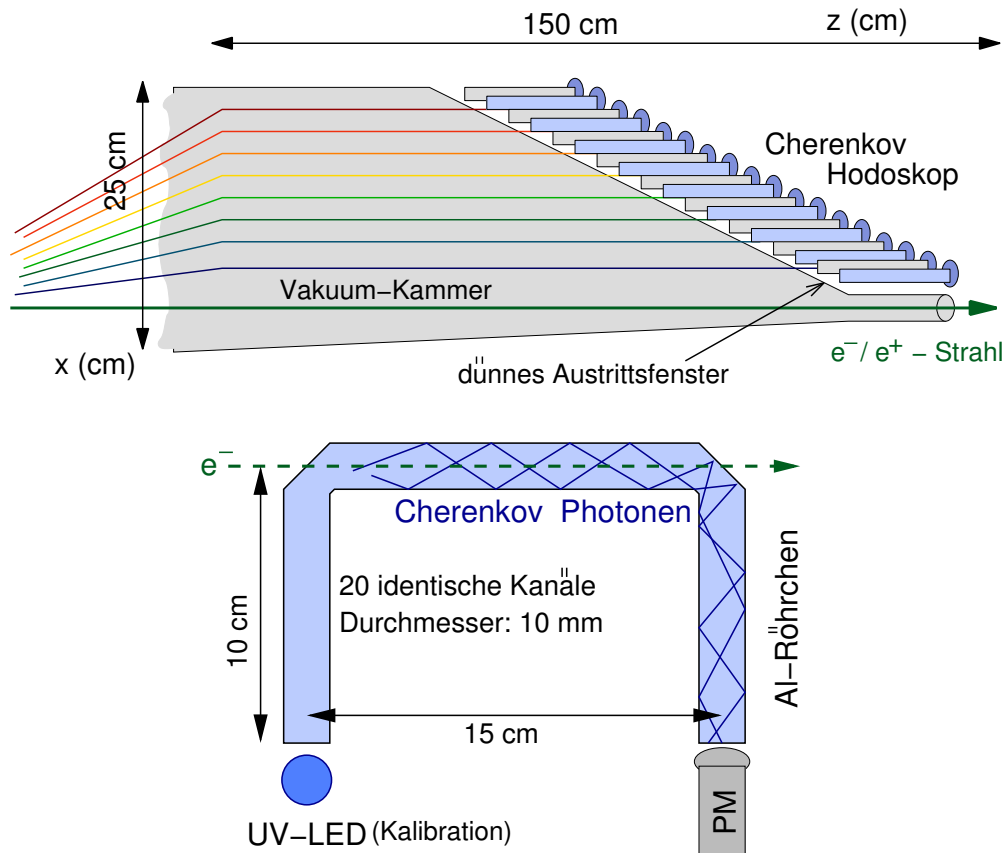 150 cm
z (cm)
25 cm
Cherenkov
Hodoskop
Vakuum−Kammer
x (cm)
dünnes Austrittsfenster
e⁻/ e⁺ − Strahl
e⁻
Cherenkov Photonen
20 identische Kanäle
Durchmesser: 10 mm
10 cm
15 cm
Al−Röhrchen
PM
UV−LED (Kalibration)